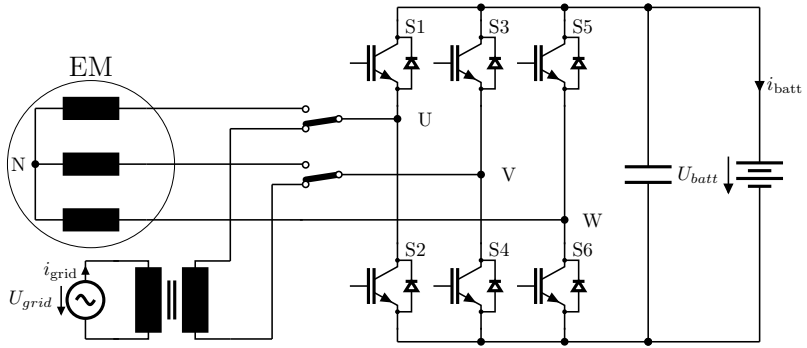 S1
S3
S5
EM
i_batt
U
N
V
U_batt
W
S2
S4
S6
i_grid
U_grid